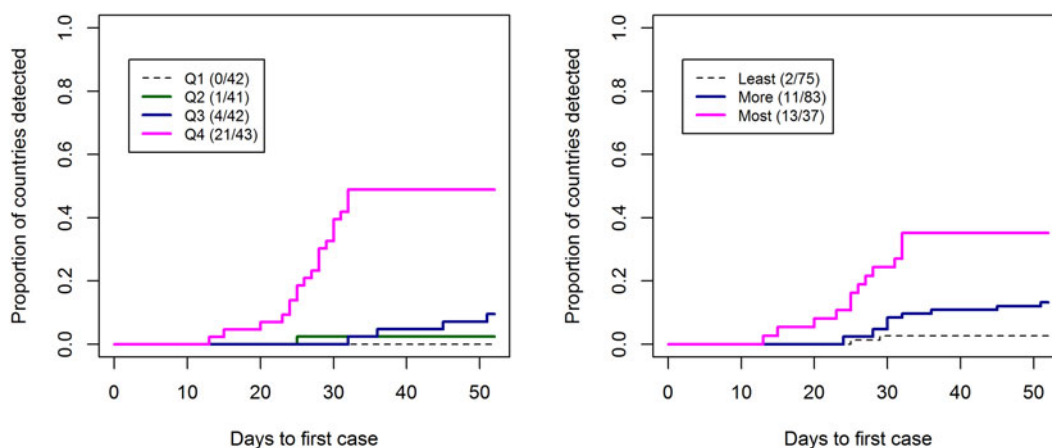 Proportion of countries detected
1.0
0.8
0.6
0.4
0.2
0.0
Q1 (0/42)
Q2 (1/41)
Q3 (4/42)
Q4 (21/43)
0 10 20 30 40 50
Days to first case
Proportion of countries detected
1.0
0.8
0.6
0.4
0.2
0.0
Least (2/75)
More (11/83)
Most (13/37)
0 10 20 30 40 50
Days to first case